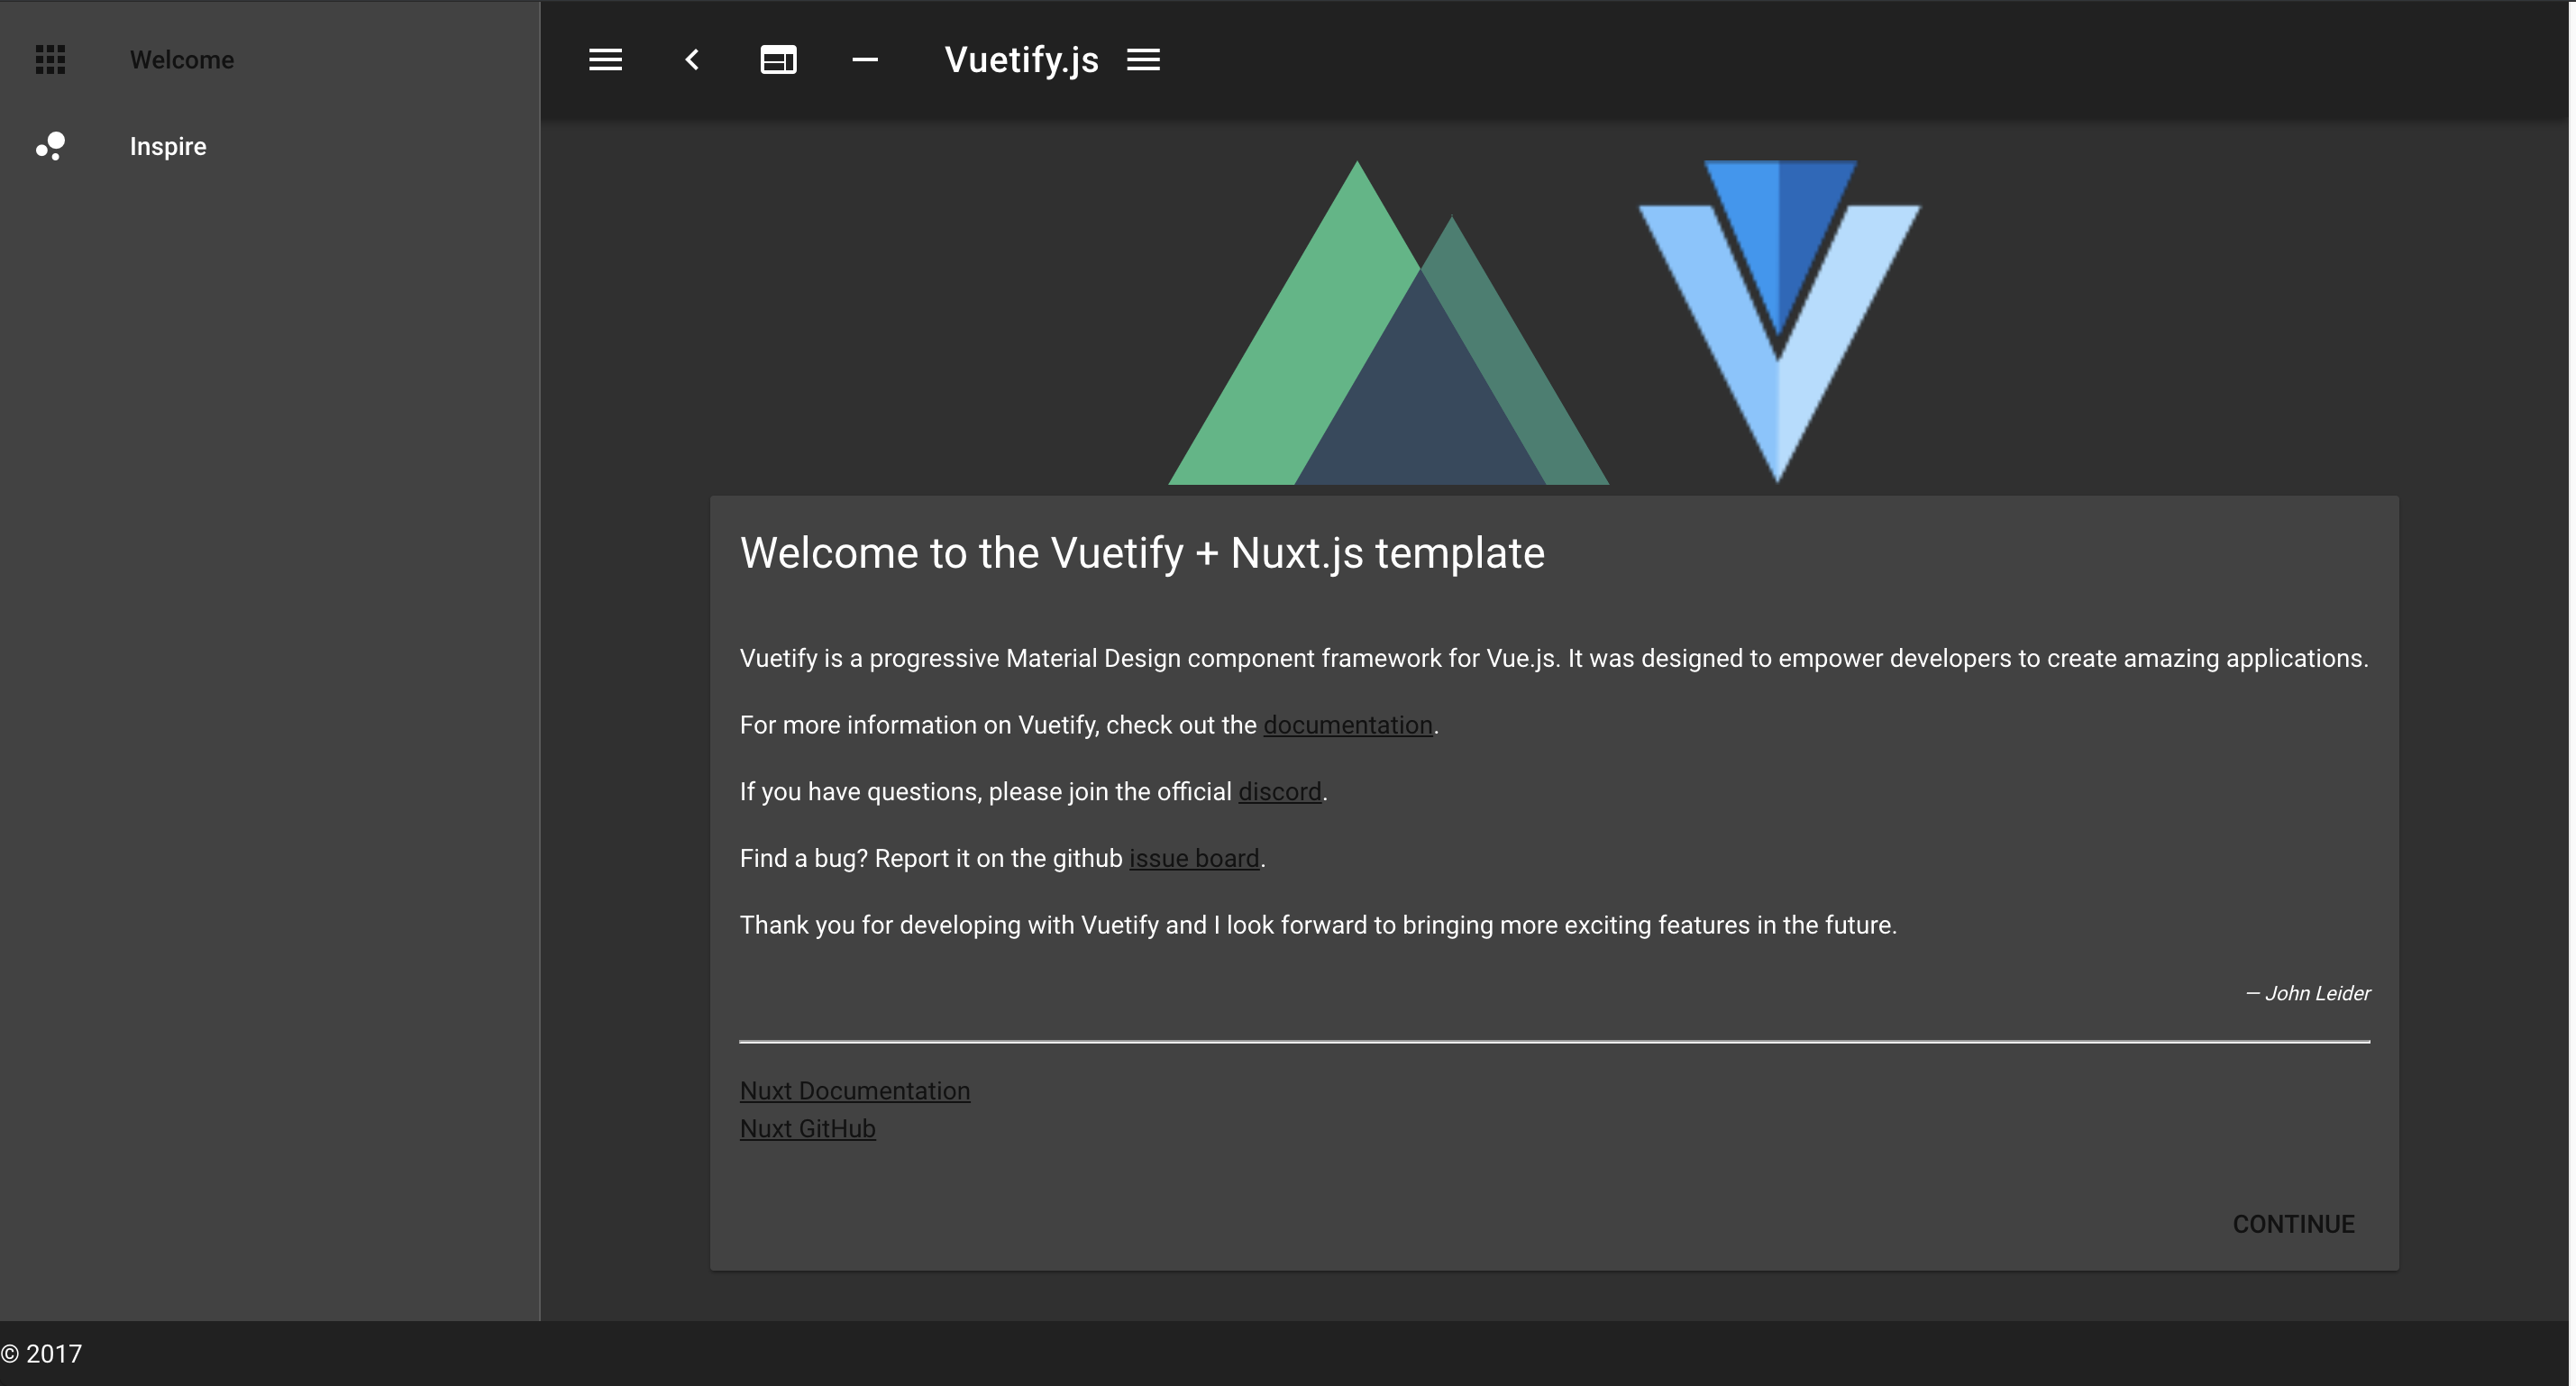 Welcome
Inspire
Vuetify.js
Welcome to the Vuetify + Nuxt.js template
Vuetify is a progressive Material Design component framework for Vue.js. It was designed to empower developers to create amazing applications.
For more information on Vuetify, check out the documentation.
If you have questions, please join the official discord.
Find a bug? Report it on the github issue board.
Thank you for developing with Vuetify and I look forward to bringing more exciting features in the future.
— John Leider
Nuxt Documentation
Nuxt GitHub
CONTINUE
© 2017